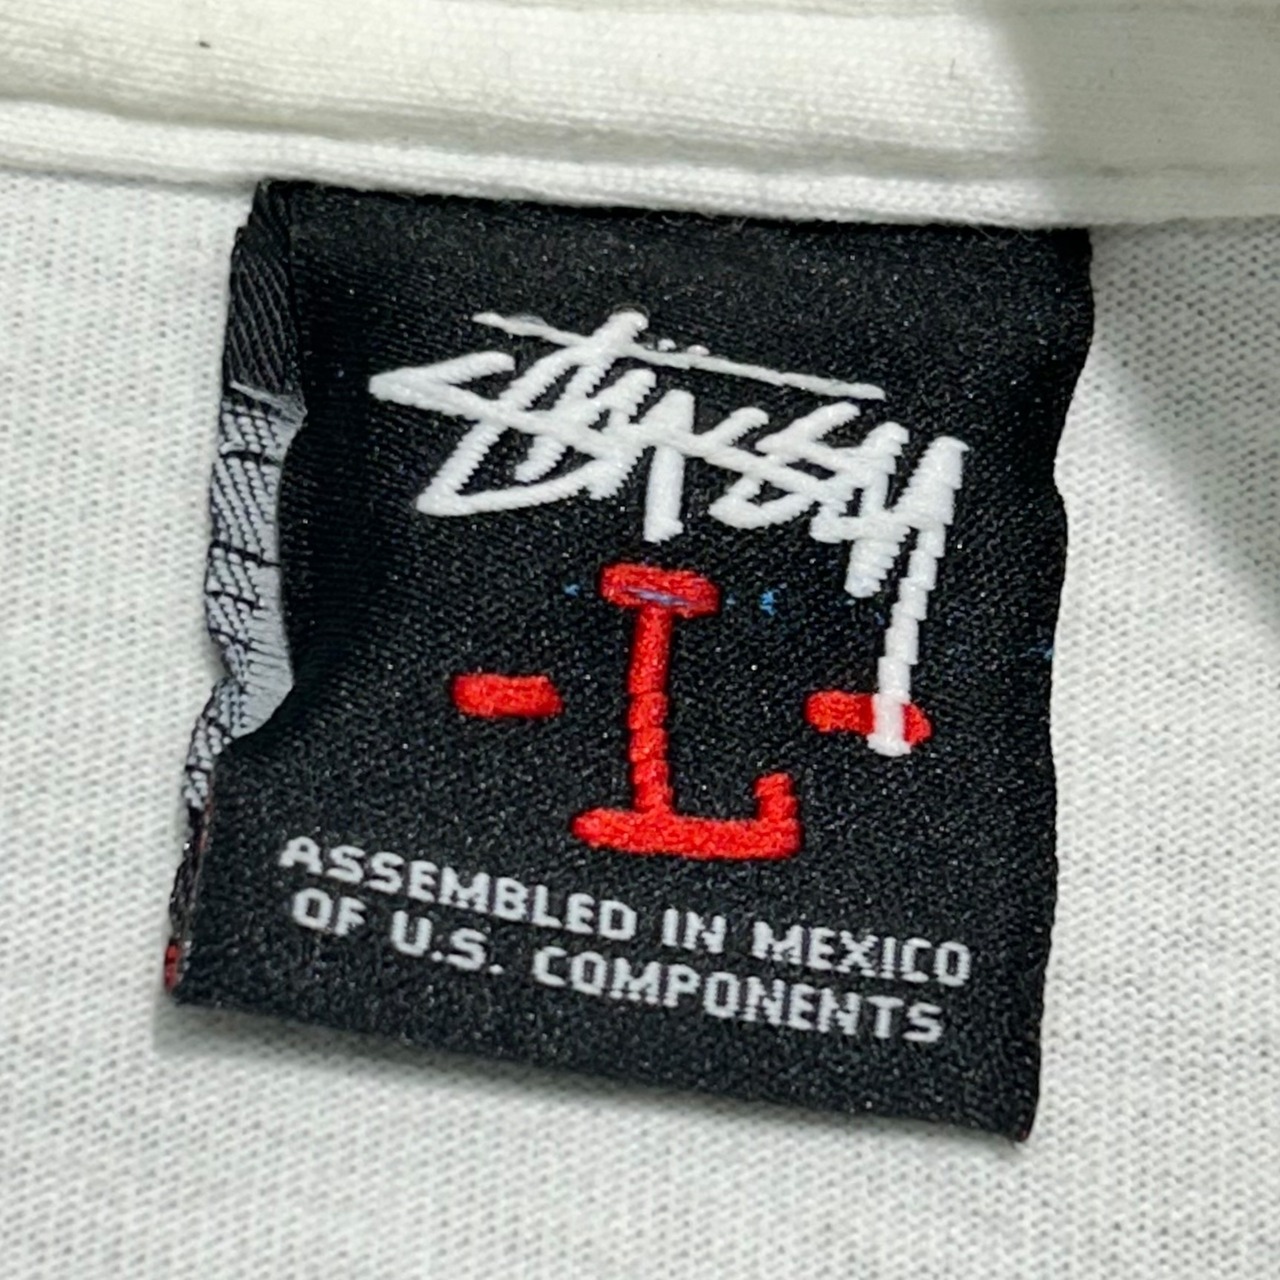 STÜSSY
- L -
ASSEMBLED IN MEXICO
OF U.S. COMPONENTS